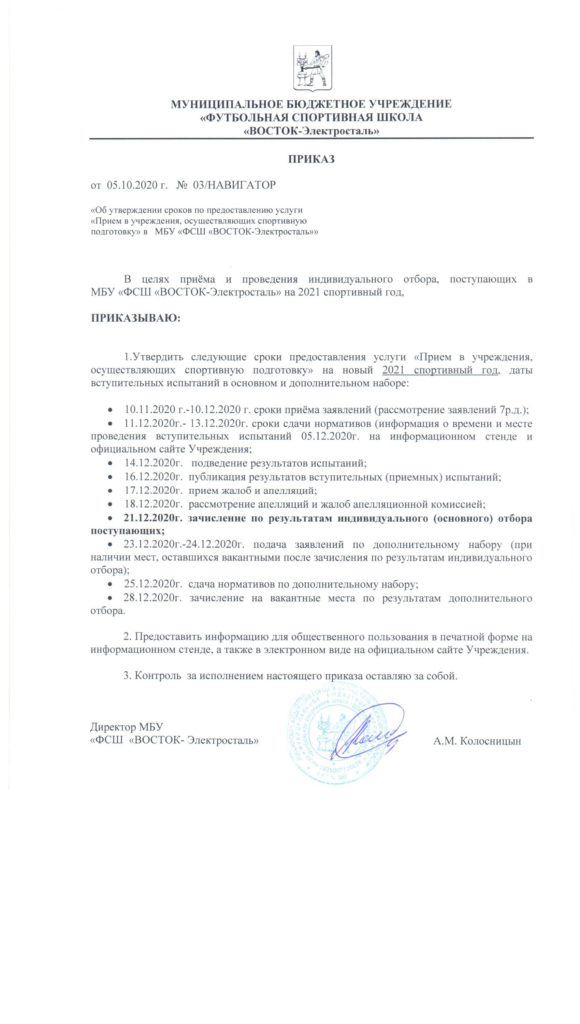 МУНИЦИПАЛЬНОЕ БЮДЖЕТНОЕ УЧРЕЖДЕНИЕ
«ФУТБОЛЬНАЯ СПОРТИВНАЯ ШКОЛА
«ВОСТОК-Электросталь»
ПРИКАЗ
от 05.10.2020 г. № 03/НАВИГАТОР
«Об утверждении сроков по предоставлению услуги
«Прием в учреждения, осуществляющих спортивную
подготовку» в МБУ «ФСШ «ВОСТОК-Электросталь»»
В целях приёма и проведения индивидуального отбора, поступающих в
МБУ «ФСШ «ВОСТОК-Электросталь» на 2021 спортивный год,
ПРИКАЗЫВАЮ:
1.Утвердить следующие сроки предоставления услуги «Прием в учреждения,
осуществляющих спортивную подготовку» на новый 2021 спортивный год, даты
вступительных испытаний в основном и дополнительном наборе:
• 10.11.2020 г.-10.12.2020 г. сроки приёма заявлений (рассмотрение заявлений 7р.д.);
• 11.12.2020г.- 13.12.2020г. сроки сдачи нормативов (информация о времени и месте
проведения вступительных испытаний 05.12.2020г. на информационном стенде и
официальном сайте Учреждения;
• 14.12.2020г. подведение результатов испытаний;
• 16.12.2020г. публикация результатов вступительных (приемных) испытаний;
• 17.12.2020г. прием жалоб и апелляций;
• 18.12.2020г. рассмотрение апелляций и жалоб апелляционной комиссией;
• 21.12.2020г. зачисление по результатам индивидуального (основного) отбора
поступающих;
• 23.12.2020г.-24.12.2020г. подача заявлений по дополнительному набору (при
наличии мест, оставшихся вакантными после зачисления по результатам индивидуального
отбора);
• 25.12.2020г. сдача нормативов по дополнительному набору;
• 28.12.2020г. зачисление на вакантные места по результатам дополнительного
отбора.
2. Предоставить информацию для общественного пользования в печатной форме на
информационном стенде, а также в электронном виде на официальном сайте Учреждения.
3. Контроль за исполнением настоящего приказа оставляю за собой.
Директор МБУ
«ФСШ «ВОСТОК- Электросталь»
А.М. Колосницын